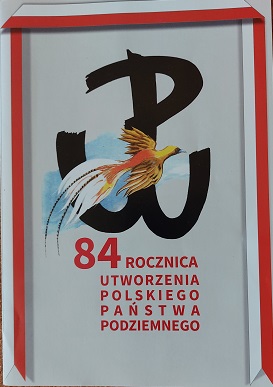 84 ROCZNICA
UTWORZENIA
POLSKIEGO
PAŃSTWA
PODZIEMNEGO